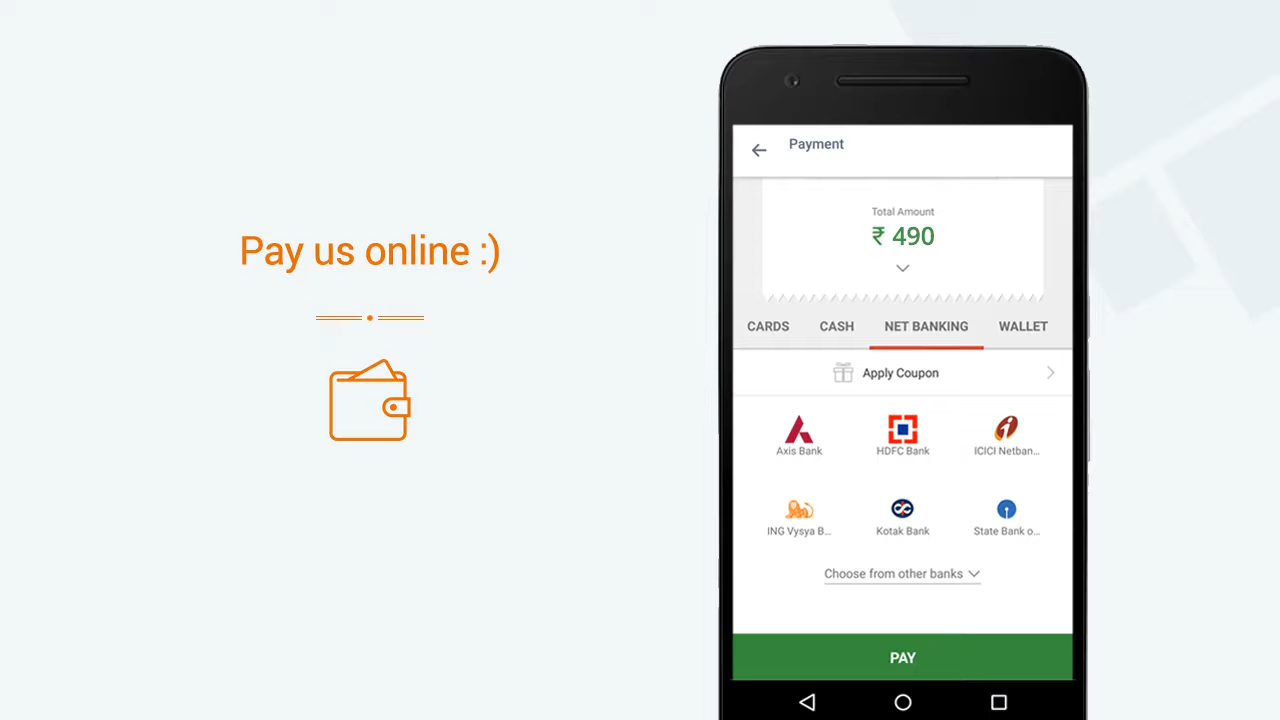 Pay us online :)
Payment
Total Amount
₹ 490
CARDS CASH NET BANKING WALLET
Apply Coupon
Axis Bank HDFC Bank ICICI Netban...
ING Vysya B... Kotak Bank State Bank o...
Choose from other banks
PAY